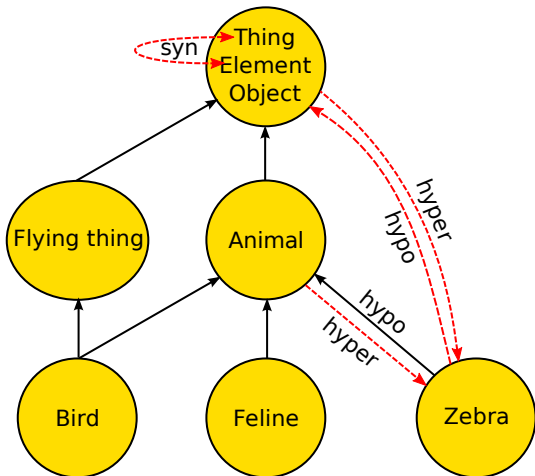 Thing
syn
Element
Object
hyper
hypo
Flying thing
Animal
hypo
hyper
Bird
Feline
Zebra